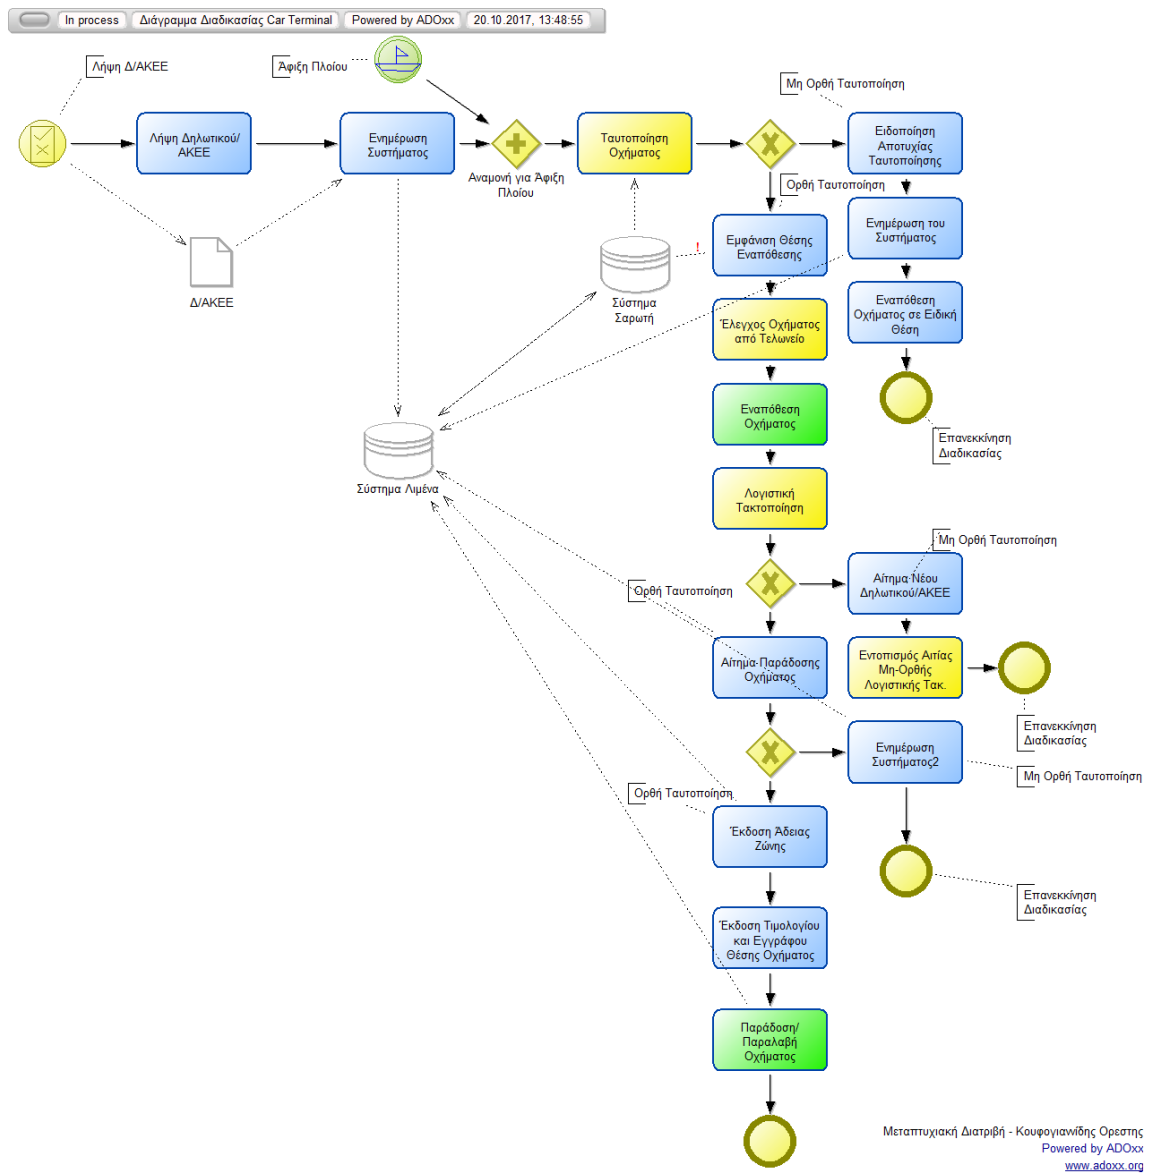 In process Διάγραμμα Διαδικασίας Car Terminal Powered by ADOxx 20.10.2017, 13:48:55
Λήψη Δ/ΑΚΕΕ
Άφιξη Πλοίου
Μη Ορθή Ταυτοποίηση
Λήψη Δηλωτικού/
ΑΚΕΕ
Ενημέρωση
Συστήματος
Αναμονή για Άφιξη
Πλοίου
Ταυτοποίηση
Οχήματος
Ειδοποίηση
Αποτυχίας
Ταυτοποίησης
Ορθή Ταυτοποίηση
Δ/ΑΚΕΕ
Σύστημα
Σαρωτή
!
Εμφάνιση Θέσης
Εναπόθεσης
Ενημέρωση του
Συστήματος
Έλεγχος Οχήματος
από Τελωνείο
Εναπόθεση
Οχήματος σε Ειδική
Θέση
Εναπόθεση
Οχήματος
Επανεκκίνηση
Διαδικασίας
Σύστημα Λιμένα
Λογιστική
Τακτοποίηση
Μη Ορθή Ταυτοποίηση
Ορθή Ταυτοποίηση
Αίτημα Νέου
Δηλωτικού/ΑΚΕΕ
Αίτημα Παράδοσης
Οχήματος
Εντοπισμός Αιτίας
Μη-Ορθής
Λογιστικής Τακ.
Επανεκκίνηση
Διαδικασίας
Ενημέρωση
Συστήματος2
Μη Ορθή Ταυτοποίηση
Ορθή Ταυτοποίηση
Έκδοση Άδειας
Ζώνης
Επανεκκίνηση
Διαδικασίας
Έκδοση Τιμολογίου
και Εγγράφου
Θέσης Οχήματος
Παράδοση/
Παραλαβή
Οχήματος
Μεταπτυχιακή Διατριβή - Κουφογιαννίδης Ορεστης
Powered by ADOxx
www.adoxx.org